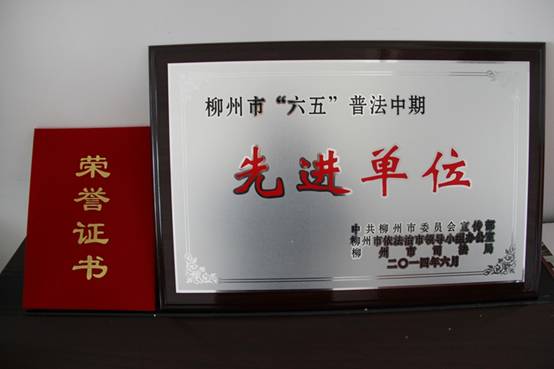 荣誉证书
柳州市“六五”普法中期
先进单位
中共柳州市委员会宣传部
柳州市依法治市领导小组办公室
柳州市司法局
二〇一四年六月